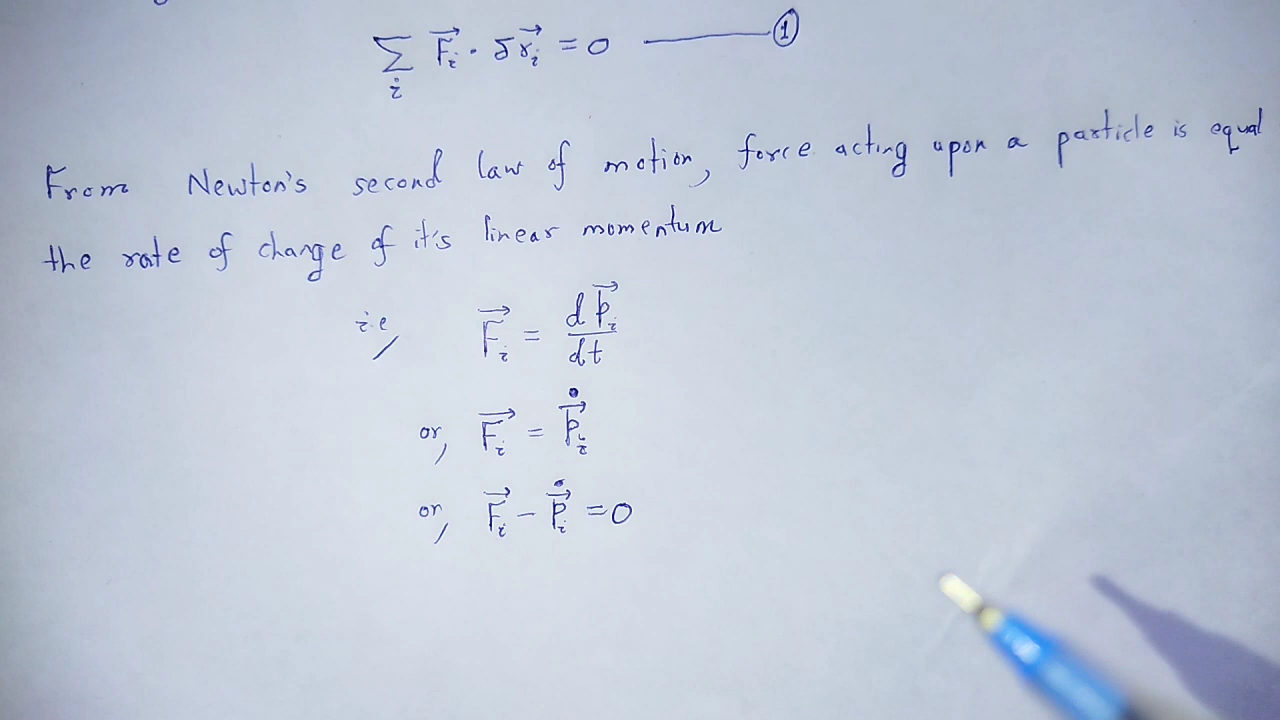 ∑ᵢ F⃗ᵢ · δr⃗ᵢ = 0 ——— ①
From Newton's second law of motion, force acting upon a particle is equal
the rate of change of it's linear momentum
i.e, F⃗ᵢ = dp⃗ᵢ/dt
or, F⃗ᵢ = ṗ⃗ᵢ
or, F⃗ᵢ - ṗ⃗ᵢ = 0